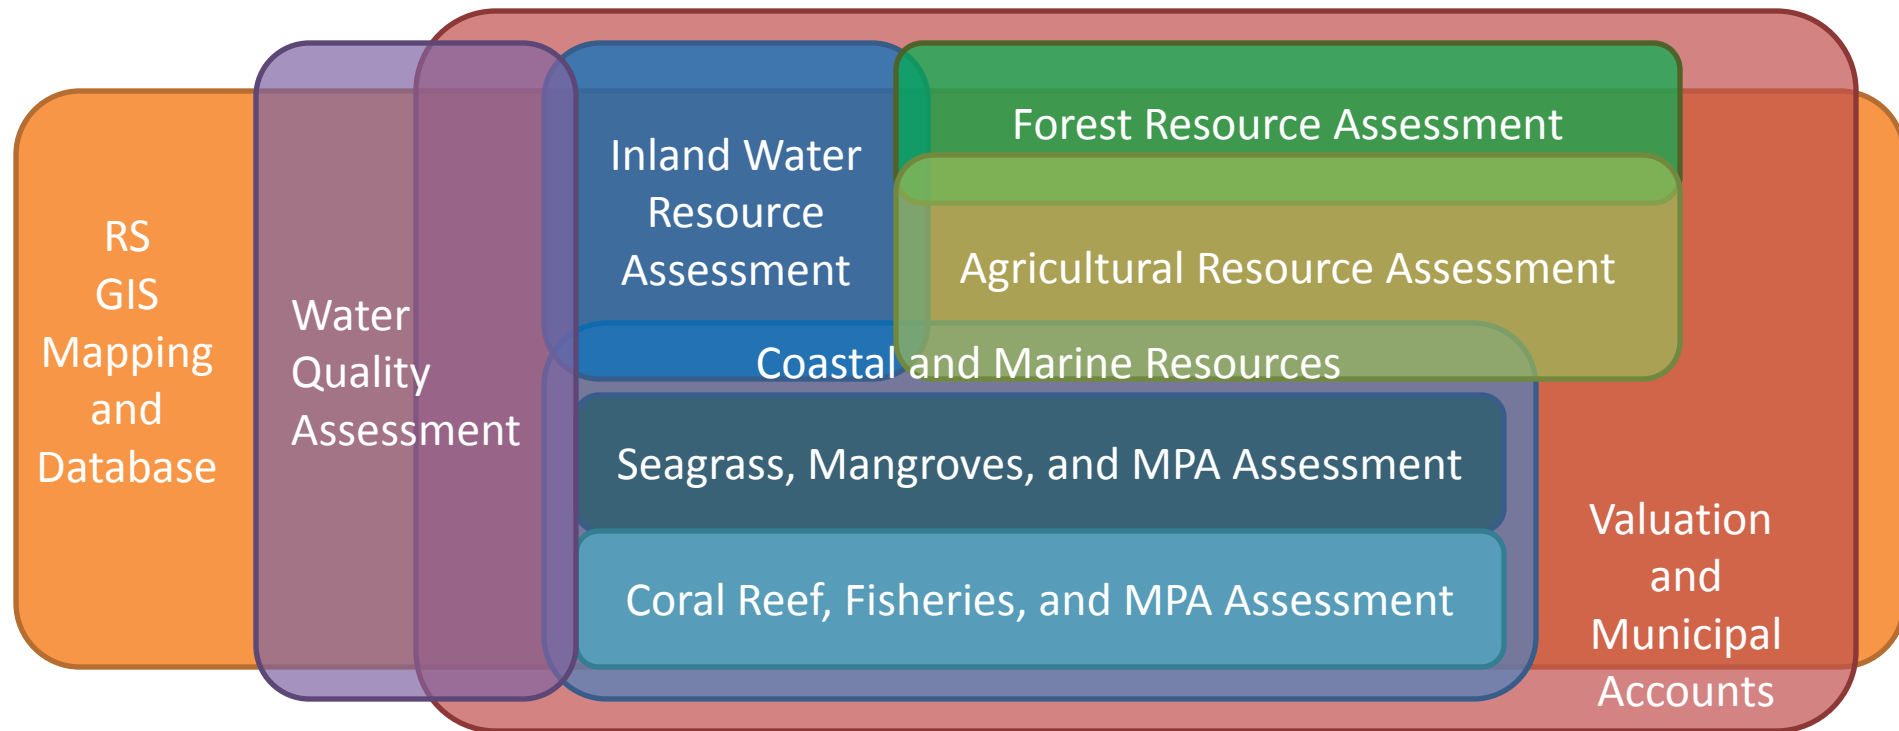 RS
GIS
Mapping
and
Database
Water
Quality
Assessment
Inland Water
Resource
Assessment
Forest Resource Assessment
Agricultural Resource Assessment
Coastal and Marine Resources
Seagrass, Mangroves, and MPA Assessment
Coral Reef, Fisheries, and MPA Assessment
Valuation
and
Municipal
Accounts